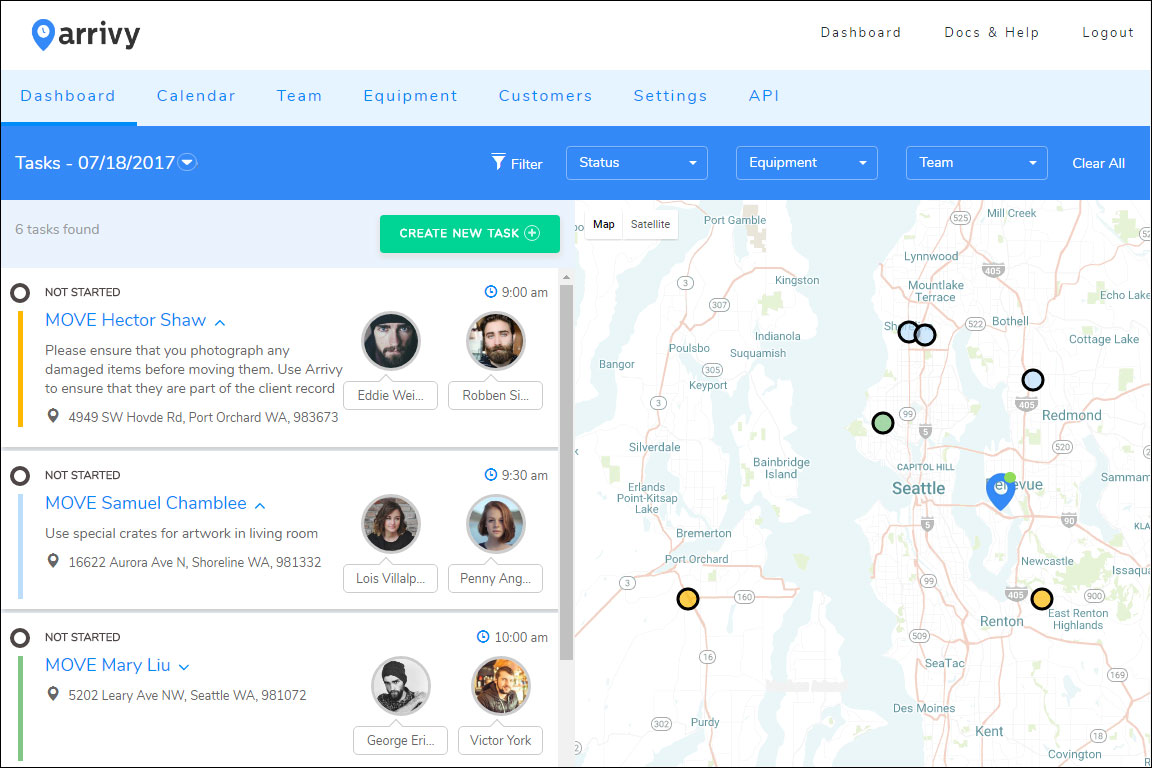 arrivy
Dashboard
Docs & Help
Logout
Dashboard
Calendar
Team
Equipment
Customers
Settings
API
Tasks - 07/18/2017
Filter
Status
Equipment
Team
Clear All
6 tasks found
CREATE NEW TASK
NOT STARTED
9:00 am
MOVE Hector Shaw
Please ensure that you photograph any
damaged items before moving them. Use Arrivy
to ensure that they are part of the client record
4949 SW Hovde Rd, Port Orchard WA, 983673
Eddie Wei...
Robben Si...
NOT STARTED
9:30 am
MOVE Samuel Chamblee
Use special crates for artwork in living room
16622 Aurora Ave N, Shoreline WA, 981332
Lois Villalp...
Penny Ang...
NOT STARTED
10:00 am
MOVE Mary Liu
5202 Leary Ave NW, Seattle WA, 981072
George Eri...
Victor York
Map
Satellite
Port Gamble
525
Mill Creek
Lynnwood
405
Kingston
3
Mountlake
Terrace
Echo Lake
307
522
Bothell
Sh
Indianola
Cottage Lake
Poulsbo
Suquamish
Bangor
305
Keyport
405
3
99
Redmond
5
Silverdale
520
Bainbridge
Island
CAPITOL HILL
Sammam
Erlands
Point-Kitsap
Lake
Seattle
Bellevue
5
90
KLA
Bremerton
Port Orchard
Newcastle
Issaqua
3
99
405
900
160
East Renton
Highlands
Renton
509
16
SeaTac
169
Des Moines
302
Purdy
Kent
18
Covington